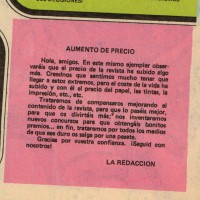 AUMENTO DE PRECIO
Hola, amigos. En este mismo ejemplar obser-
varéis que el precio de la revista ha subido algo
más. Creednos que sentimos mucho tener que
llegar a estos extremos, pero el coste de la vida ha
subido y con él el precio del papel, las tintas, la
impresión, etc., etc.
Trataremos de compensaros mejorando el
contenido de la revista, para que lo paséis mejor,
para que os divirtáis más; nos inventaremos
nuevos concursos para que obtengáis bonitos
premios... en fin, trataremos por todos los medios
de que ese duro os salga por una peseta.
Gracias por vuestra confianza. ¡Seguid con
nosotros!
LA REDACCION